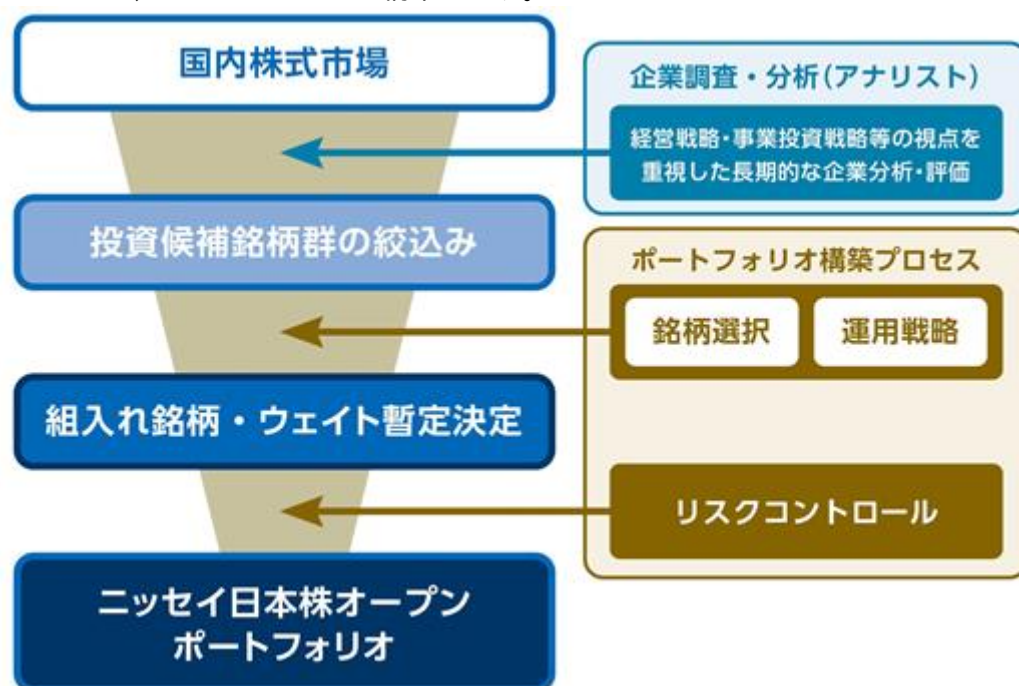 国内株式市場
企業調査・分析(アナリスト)
経営戦略・事業投資戦略等の視点を
重視した長期的な企業分析・評価
投資候補銘柄群の絞込み
ポートフォリオ構築プロセス
銘柄選択
運用戦略
組入れ銘柄・ウェイト暫定決定
リスクコントロール
ニッセイ日本株オープン
ポートフォリオ